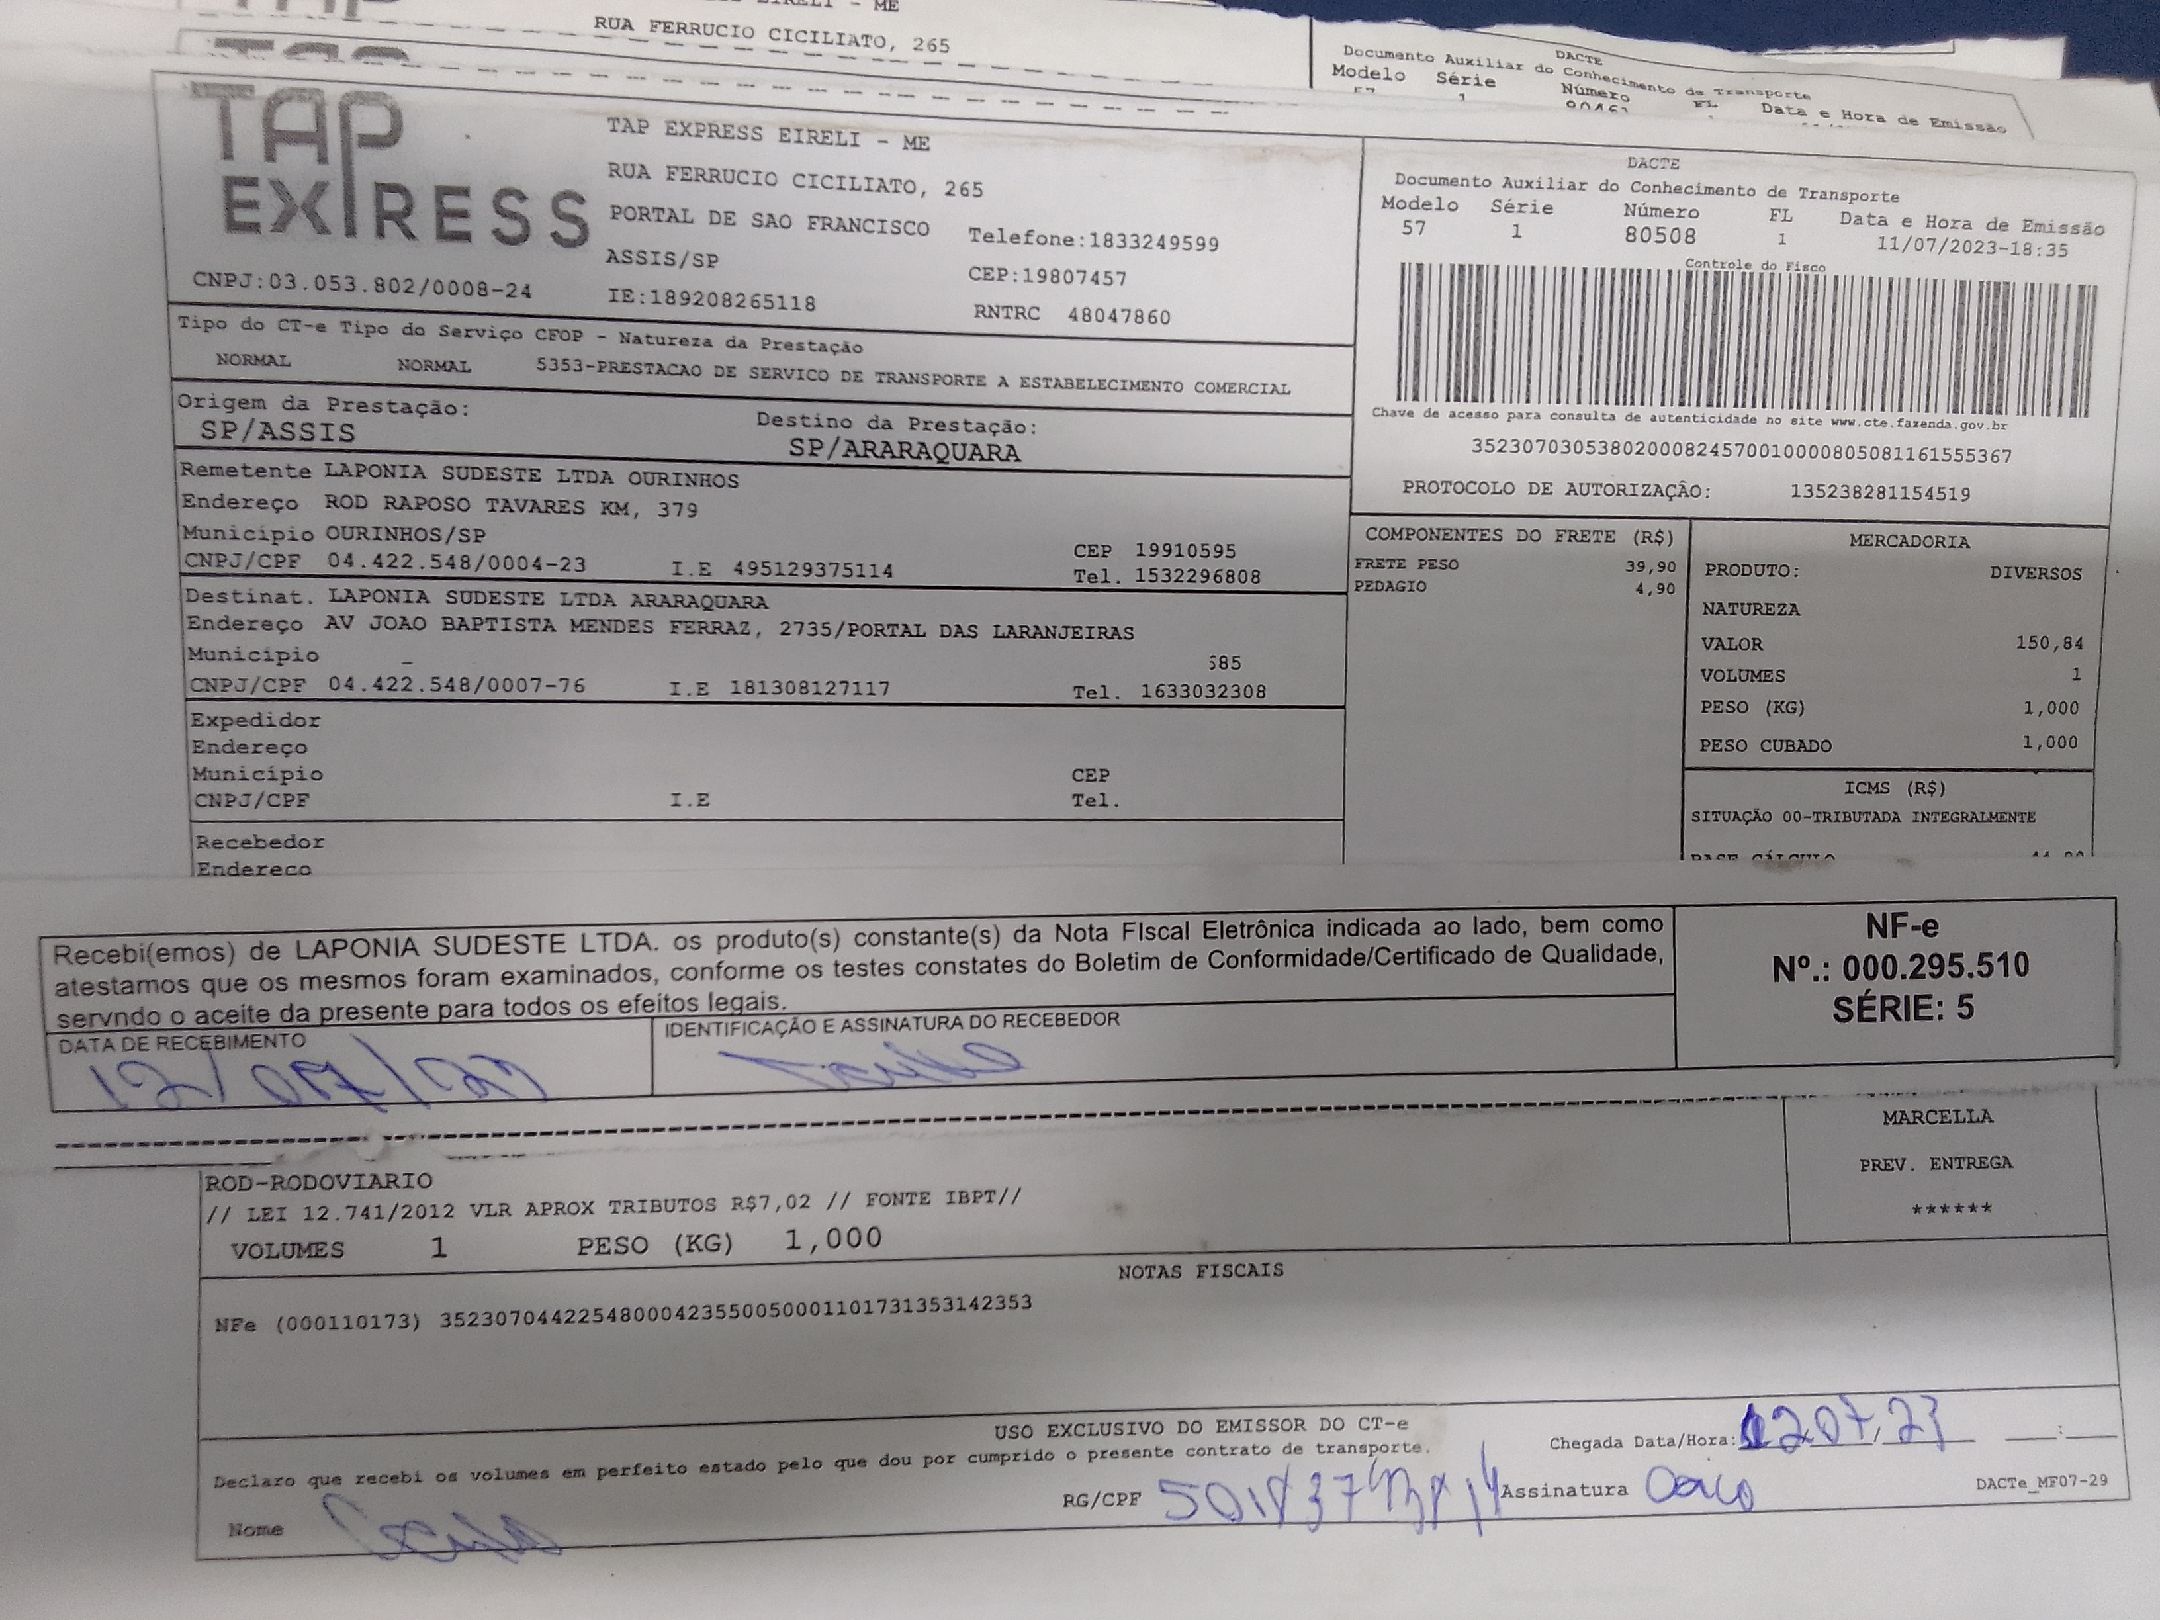 EIRELI - ME
RUA FERRUCIO CICILIATO, 265
DACTE
Documento Auxiliar do Conhecimento de Transporte
Modelo Série Número FL Data e Hora de Emissão
TAP EXPRESS
TAP EXPRESS EIRELI - ME
RUA FERRUCIO CICILIATO, 265
PORTAL DE SAO FRANCISCO Telefone:1833249599
ASSIS/SP CEP:19807457
CNPJ:03.053.802/0008-24 IE:189208265118 RNTRC 48047860
DACTE
Documento Auxiliar do Conhecimento de Transporte
Modelo Série Número FL Data e Hora de Emissão
57 1 80508 1 11/07/2023-18:35
Controle do Fisco
Chave de acesso para consulta de autenticidade no site www.cte.fazenda.gov.br
35230703053802000824570010000805081161555367
PROTOCOLO DE AUTORIZAÇÃO: 135238281154519
Tipo do CT-e Tipo do Serviço CFOP - Natureza da Prestação
NORMAL NORMAL 5353-PRESTACAO DE SERVICO DE TRANSPORTE A ESTABELECIMENTO COMERCIAL
Origem da Prestação: Destino da Prestação:
SP/ASSIS SP/ARARAQUARA
Remetente LAPONIA SUDESTE LTDA OURINHOS
Endereço ROD RAPOSO TAVARES KM, 379
Município OURINHOS/SP CEP 19910595
CNPJ/CPF 04.422.548/0004-23 I.E 495129375114 Tel. 1532296808
Destinat. LAPONIA SUDESTE LTDA ARARAQUARA
Endereço AV JOAO BAPTISTA MENDES FERRAZ, 2735/PORTAL DAS LARANJEIRAS
Município 585
CNPJ/CPF 04.422.548/0007-76 I.E 181308127117 Tel. 1633032308
Expedidor
Endereço
Município CEP
CNPJ/CPF I.E Tel.
Recebedor
Endereço
COMPONENTES DO FRETE (R$)
FRETE PESO 39,90
PEDAGIO 4,90
MERCADORIA
PRODUTO: DIVERSOS
NATUREZA
VALOR 150,84
VOLUMES 1
PESO (KG) 1,000
PESO CUBADO 1,000
ICMS (R$)
SITUAÇÃO 00-TRIBUTADA INTEGRALMENTE
BASE CÁLCULO
Recebi(emos) de LAPONIA SUDESTE LTDA. os produto(s) constante(s) da Nota FIscal Eletrônica indicada ao lado, bem como
atestamos que os mesmos foram examinados, conforme os testes constates do Boletim de Conformidade/Certificado de Qualidade,
servndo o aceite da presente para todos os efeitos legais.
DATA DE RECEBIMENTO IDENTIFICAÇÃO E ASSINATURA DO RECEBEDOR
12/07/23
NF-e
Nº.: 000.295.510
SÉRIE: 5
MARCELLA
PREV. ENTREGA
******
ROD-RODOVIARIO
// LEI 12.741/2012 VLR APROX TRIBUTOS R$7,02 // FONTE IBPT//
VOLUMES 1 PESO (KG) 1,000
NOTAS FISCAIS
NFe (000110173) 35230704422548000423550050001101731353142353
USO EXCLUSIVO DO EMISSOR DO CT-e
Declaro que recebi os volumes em perfeito estado pelo que dou por cumprido o presente contrato de transporte.
Chegada Data/Hora: 12 07, 23 __:__
Nome RG/CPF Assinatura DACTe_MF07-29